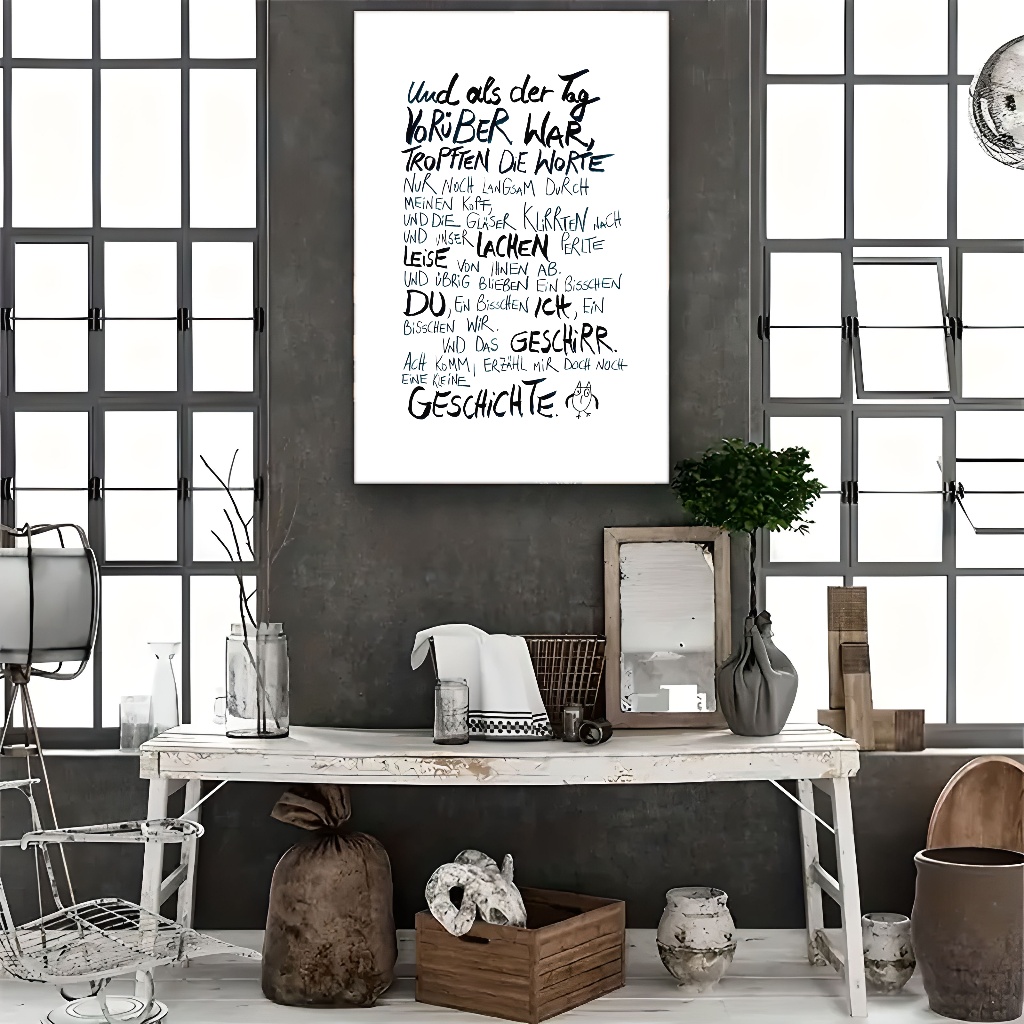 Und als der Tag
VORÜBER WAR,
TROPFTEN DIE WORTE
NUR NOCH LANGSAM DURCH
MEINEN KOPF,
UND DIE GLÄSER KLIRRTEN NACH
UND UNSER LACHEN PERLTE
LEISE VON IHNEN AB.
UND ÜBRIG BLIEBEN EIN BISSCHEN
DU, EIN BISSCHEN ICH, EIN
BISSCHEN WIR.
UND DAS GESCHIRR.
ACH KOMM, ERZÄHL MIR DOCH NOCH
EINE KLEINE
GESCHICHTE.